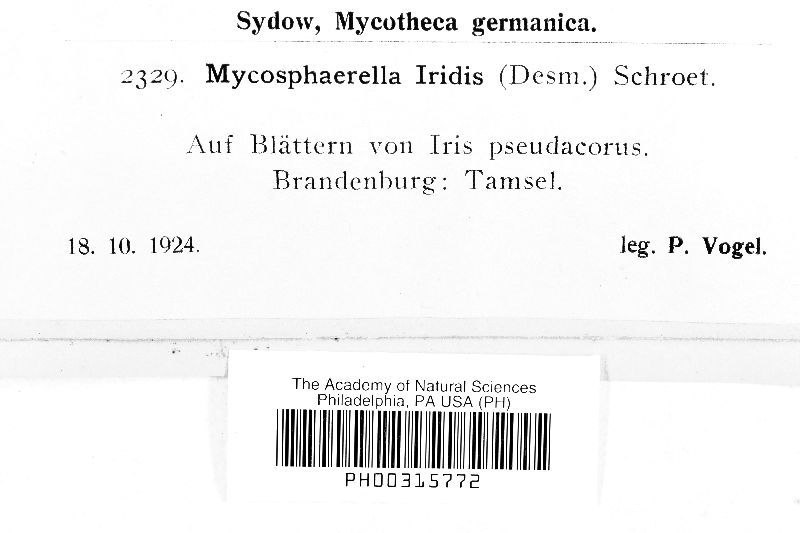 Sydow, Mycotheca germanica.
2329. Mycosphaerella Iridis (Desm.) Schroet.
Auf Blättern von Iris pseudacorus.
Brandenburg: Tamsel.
18. 10. 1924. leg. P. Vogel.
The Academy of Natural Sciences
Philadelphia, PA USA (PH)
PH00315772